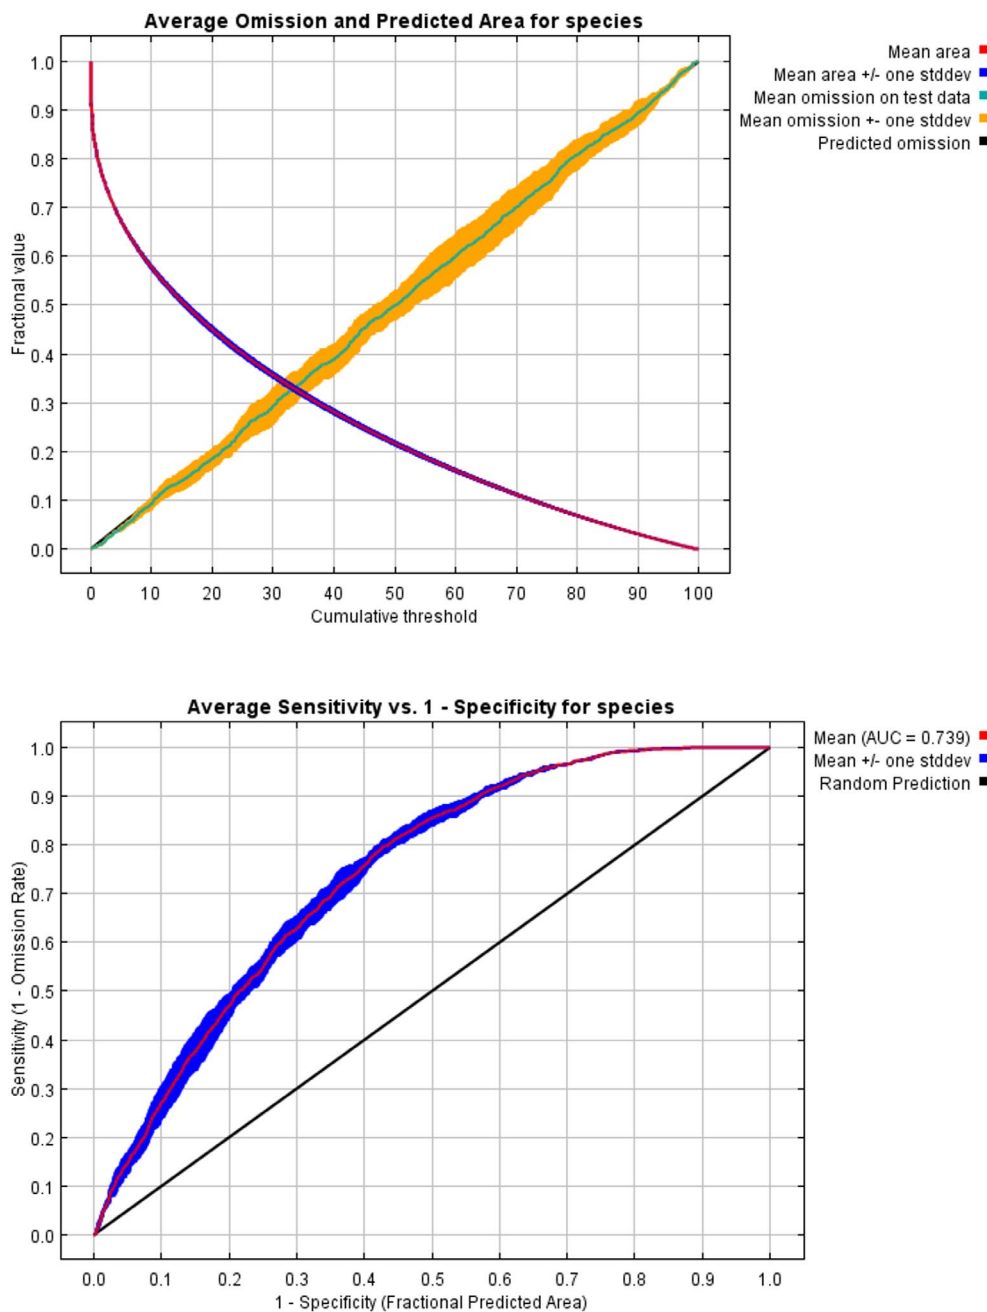 Average Omission and Predicted Area for species
Mean area
Mean area +/- one stddev
Mean omission on test data
Mean omission +- one stddev
Predicted omission
Fractional value
1.0
0.9
0.8
0.7
0.6
0.5
0.4
0.3
0.2
0.1
0.0
0 10 20 30 40 50 60 70 80 90 100
Cumulative threshold
Average Sensitivity vs. 1 - Specificity for species
Mean (AUC = 0.739)
Mean +/- one stddev
Random Prediction
Sensitivity (1 - Omission Rate)
1.0
0.9
0.8
0.7
0.6
0.5
0.4
0.3
0.2
0.1
0.0
0.0 0.1 0.2 0.3 0.4 0.5 0.6 0.7 0.8 0.9 1.0
1 - Specificity (Fractional Predicted Area)